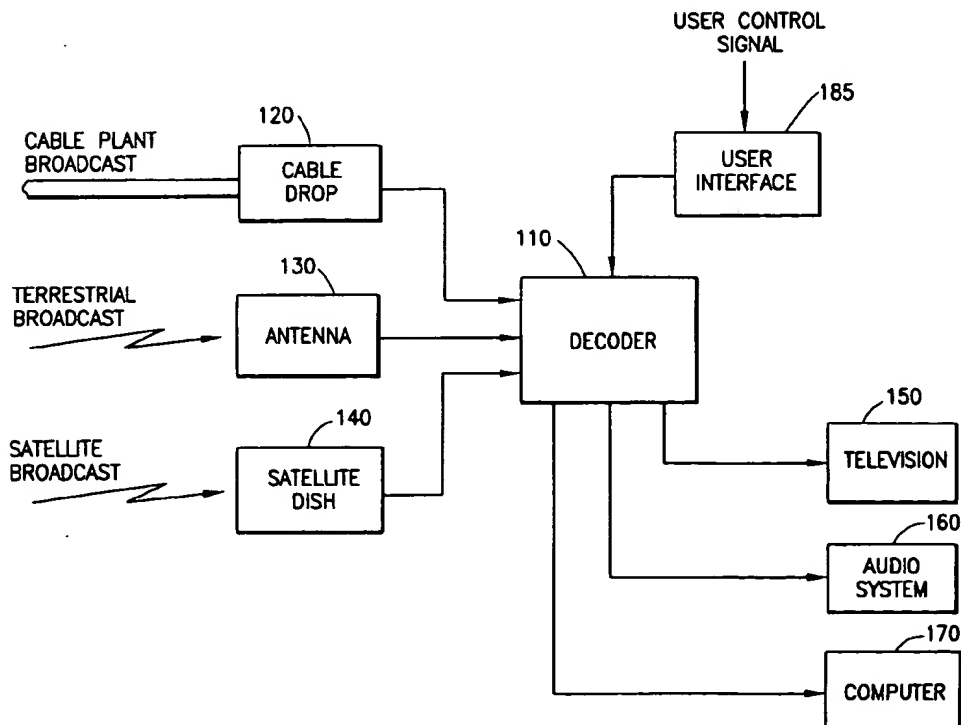 USER CONTROL
SIGNAL
185
USER
INTERFACE
CABLE PLANT
BROADCAST
120
CABLE
DROP
110
DECODER
TERRESTRIAL
BROADCAST
130
ANTENNA
SATELLITE
BROADCAST
140
SATELLITE
DISH
150
TELEVISION
160
AUDIO
SYSTEM
170
COMPUTER